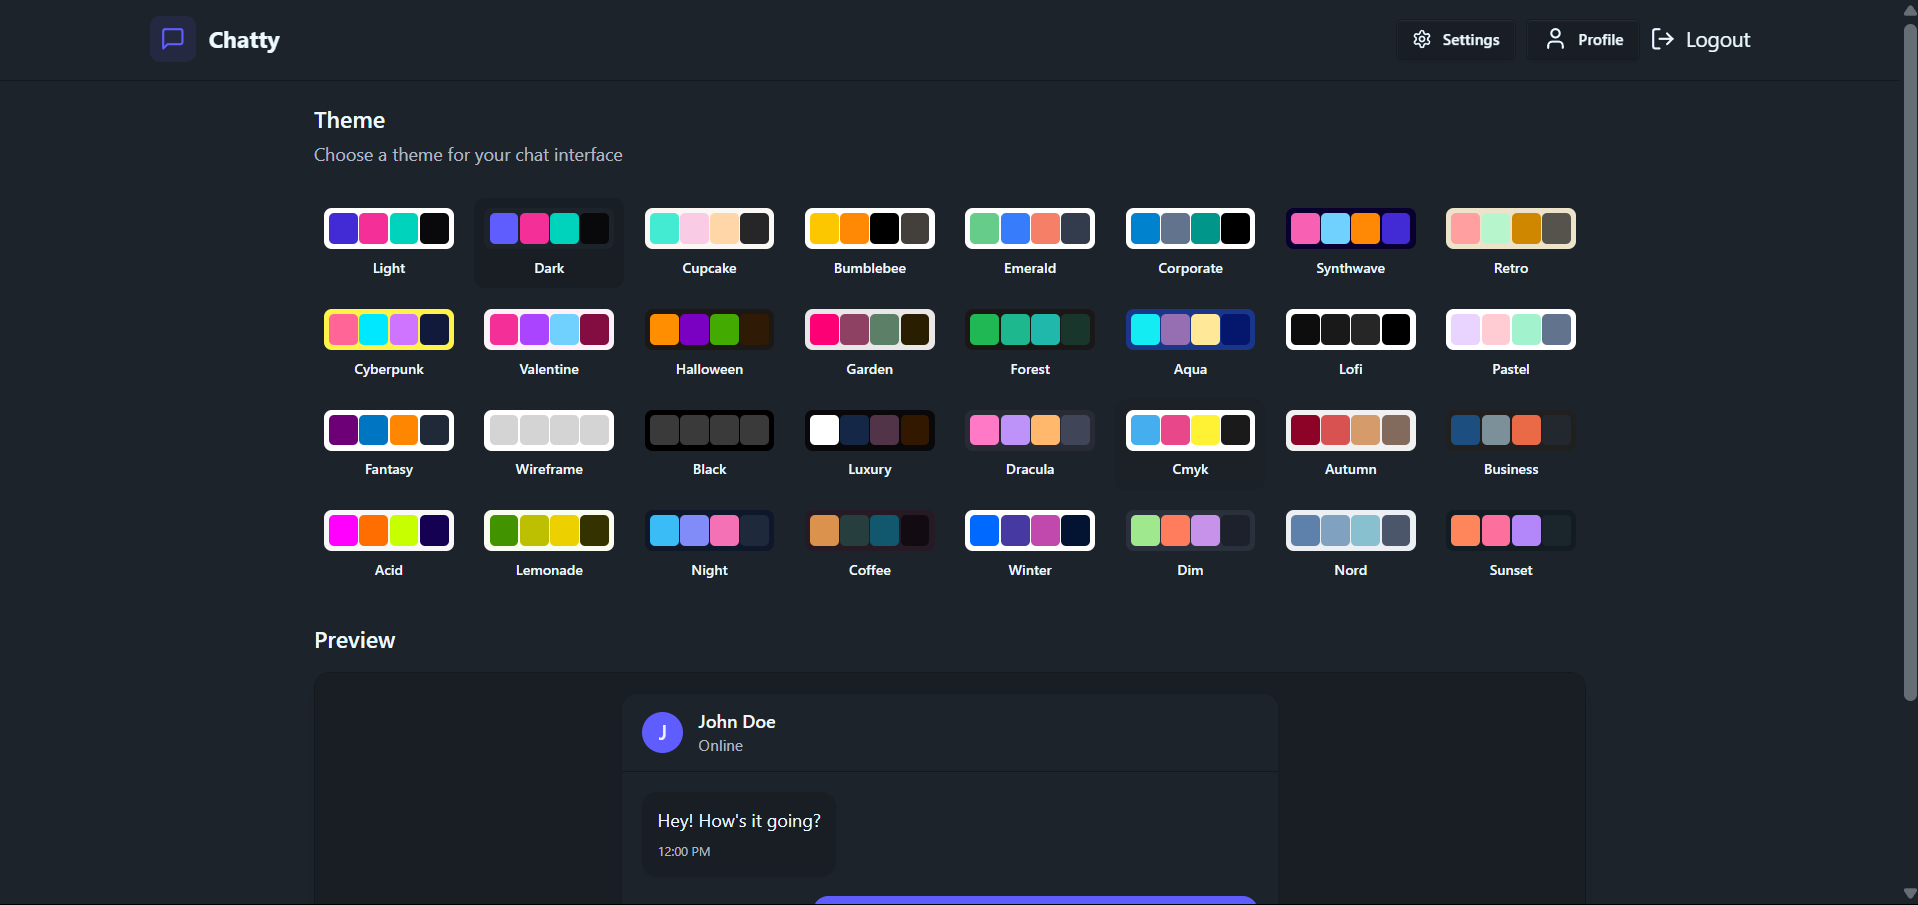 Chatty
Settings
Profile
Logout
Theme
Choose a theme for your chat interface
Light
Dark
Cupcake
Bumblebee
Emerald
Corporate
Synthwave
Retro
Cyberpunk
Valentine
Halloween
Garden
Forest
Aqua
Lofi
Pastel
Fantasy
Wireframe
Black
Luxury
Dracula
Cmyk
Autumn
Business
Acid
Lemonade
Night
Coffee
Winter
Dim
Nord
Sunset
Preview
J
John Doe
Online
Hey! How's it going?
12:00 PM